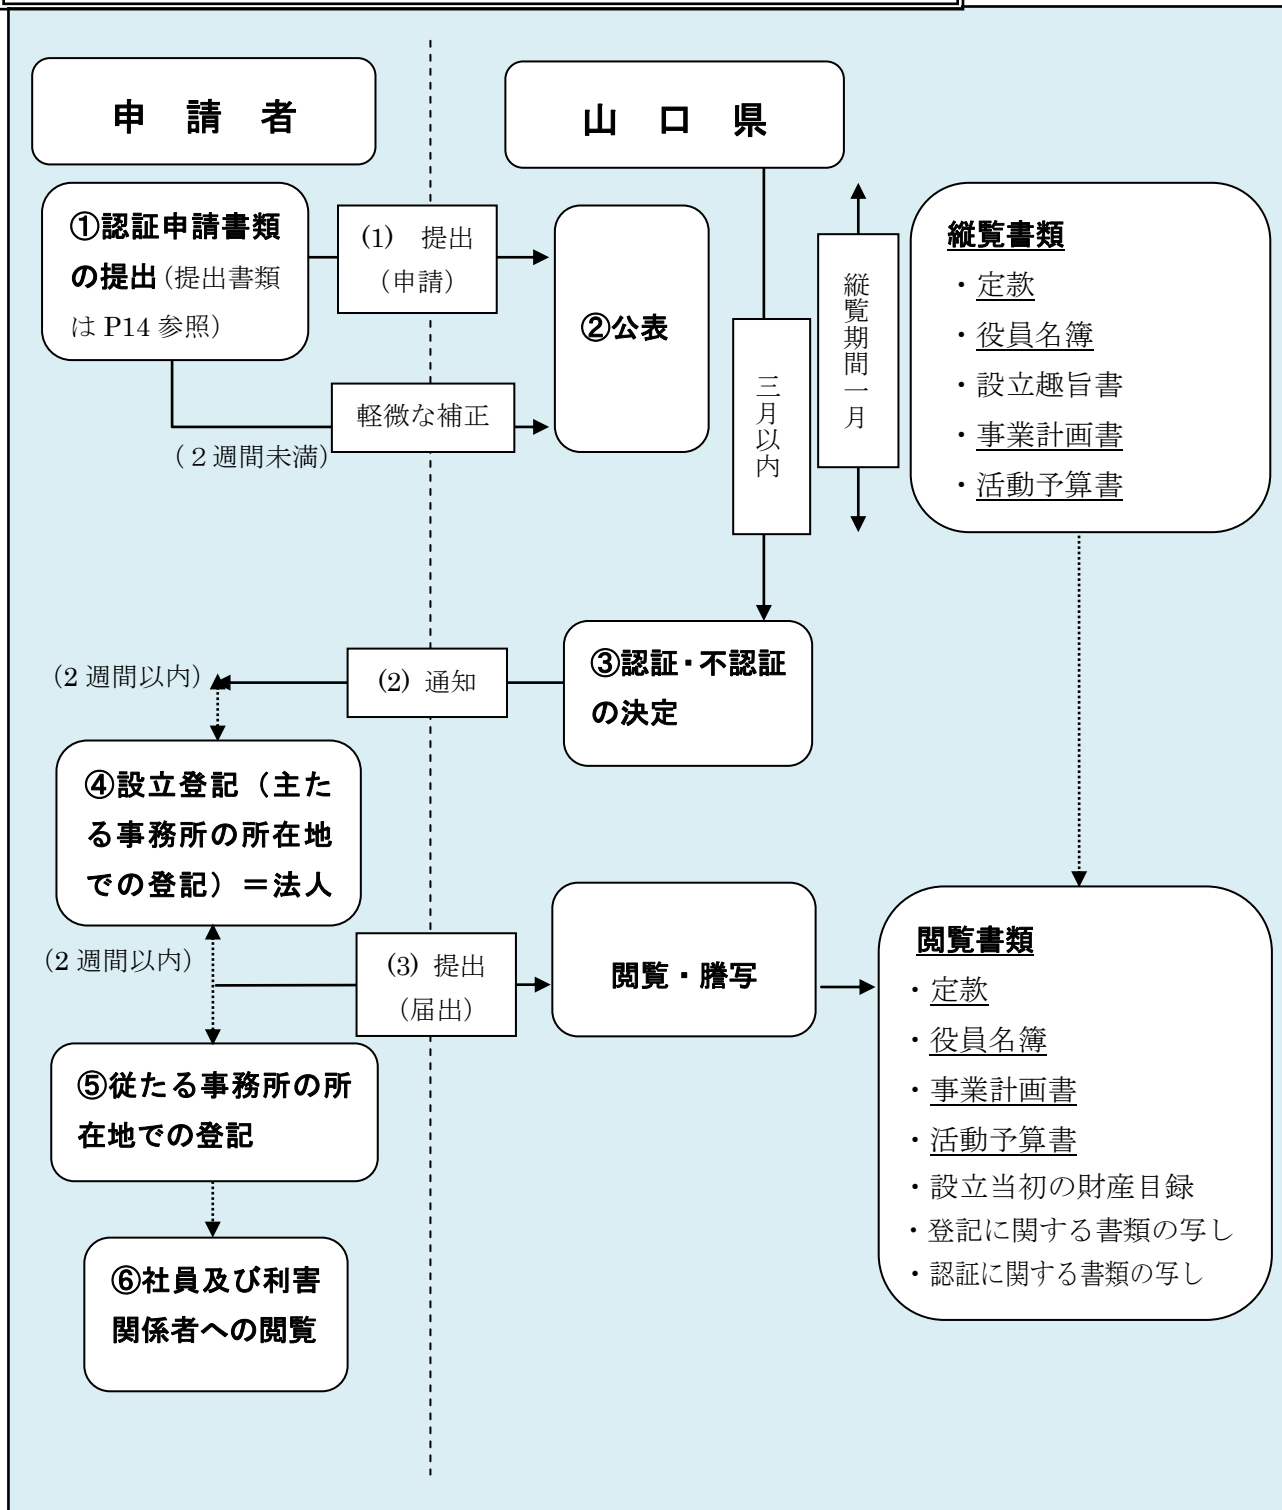 申 請 者
山 口 県
①認証申請書類
の提出（提出書類
は P14 参照）
(1) 提出
（申請）
②公表
軽微な補正
（２週間未満）
三月以内
縦覧期間一月
縦覧書類
・定款
・役員名簿
・設立趣旨書
・事業計画書
・活動予算書
③認証・不認証
の決定
(2) 通知
（2 週間以内）
④設立登記（主た
る事務所の所在地
での登記）＝法人
（2 週間以内）
(3) 提出
（届出）
閲覧・謄写
⑤従たる事務所の所
在地での登記
⑥社員及び利害
関係者への閲覧
閲覧書類
・定款
・役員名簿
・事業計画書
・活動予算書
・設立当初の財産目録
・登記に関する書類の写し
・認証に関する書類の写し